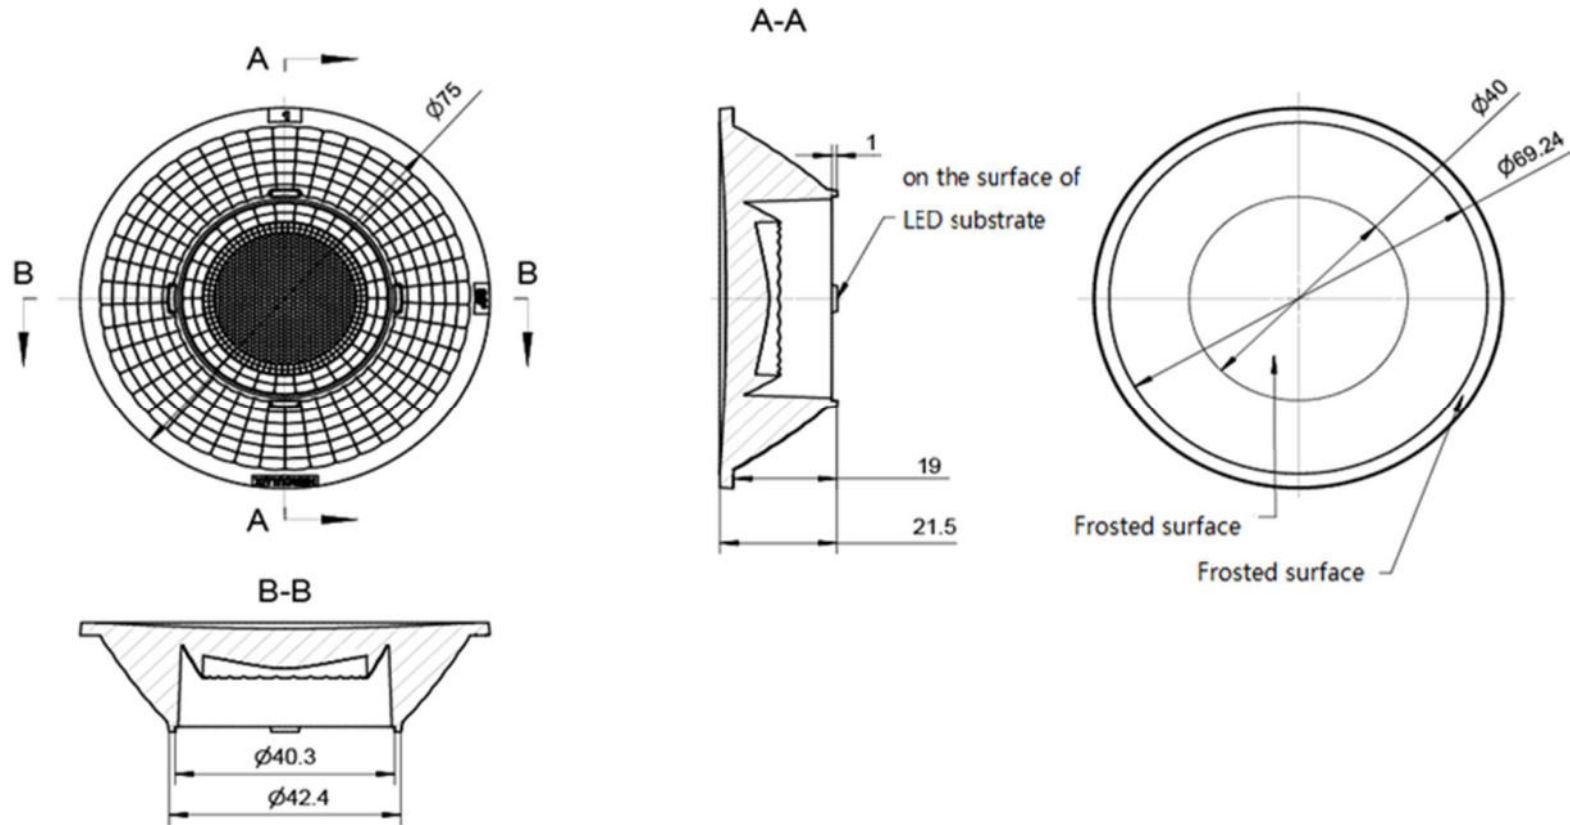 A-A
A
Ø75
1
on the surface of
LED substrate
Ø40
Ø69.24
B
B
1
19
21.5
A
Frosted surface
Frosted surface
B-B
Ø40.3
Ø42.4